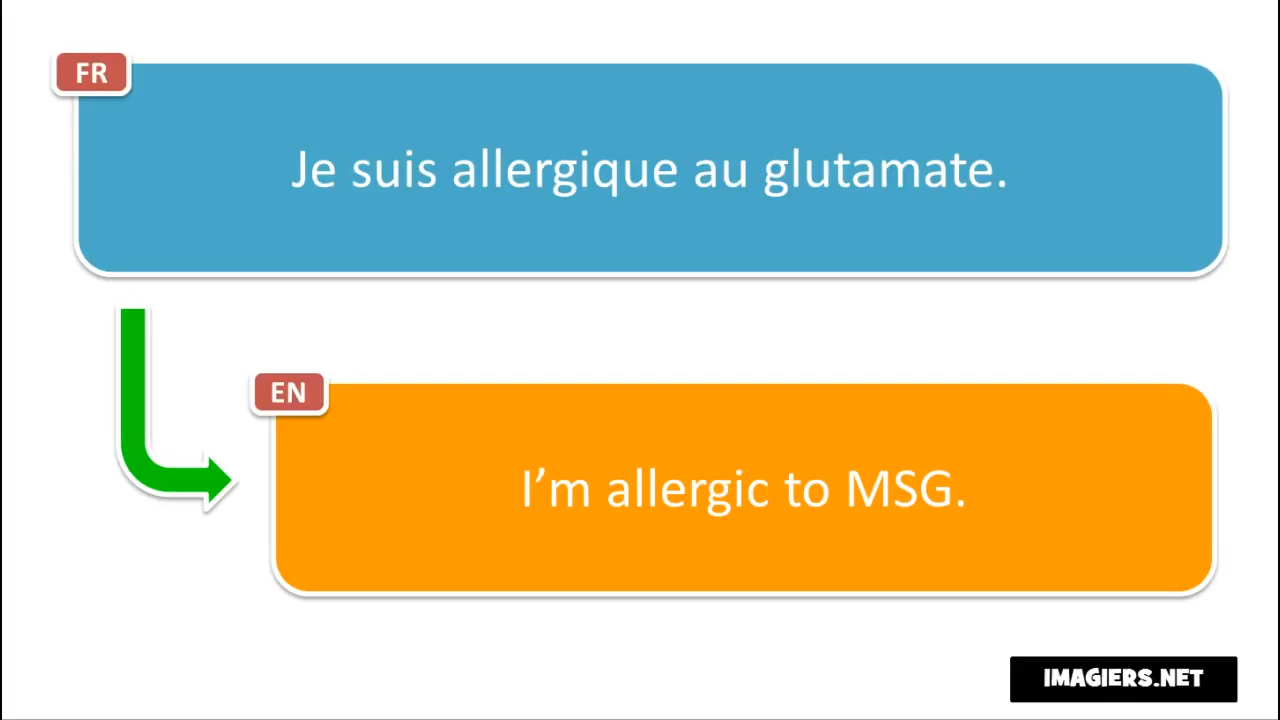 FR
Je suis allergique au glutamate.
EN
I’m allergic to MSG.
IMAGIERS.NET